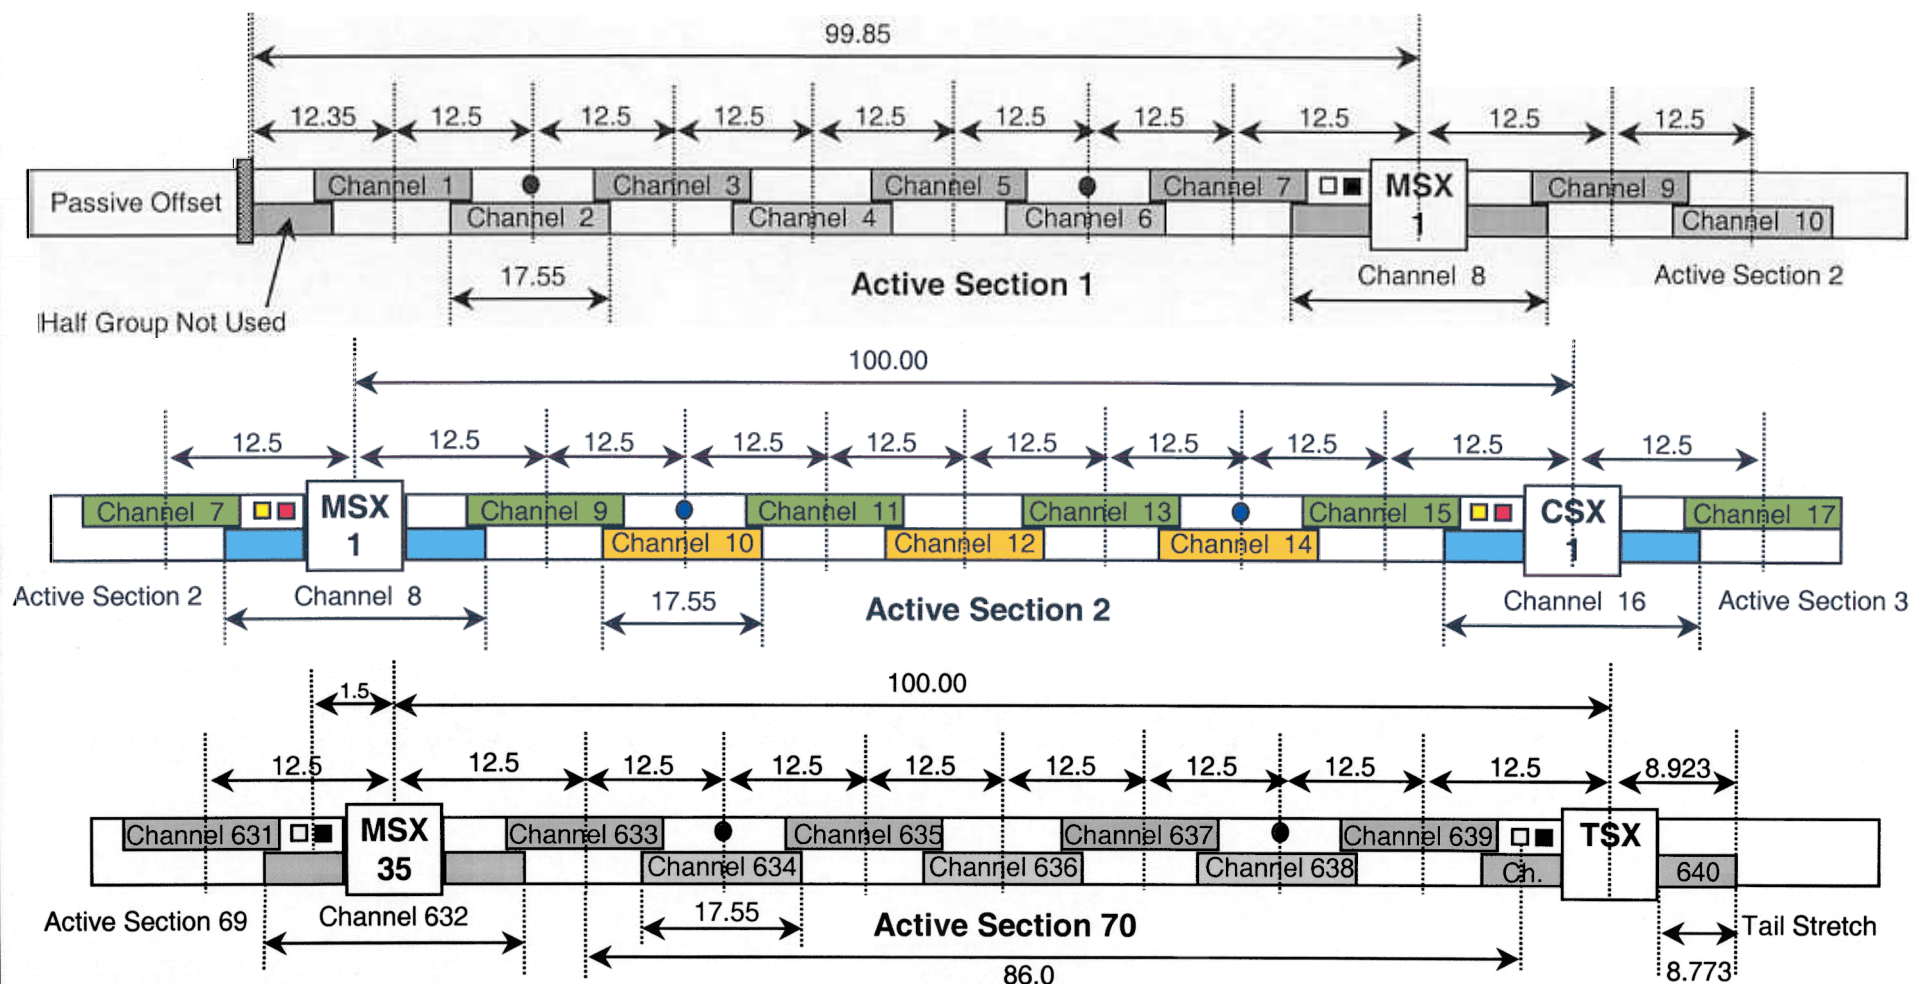 99.85
12.35 12.5 12.5 12.5 12.5 12.5 12.5 12.5 12.5 12.5
Passive Offset
Channel 1 Channel 3 Channel 5 Channel 7 MSX Channel 9
Channel 2 Channel 4 Channel 6 1 Channel 10
17.55 Active Section 1 Channel 8 Active Section 2
Half Group Not Used
100.00
12.5 12.5 12.5 12.5 12.5 12.5 12.5 12.5 12.5 12.5
Channel 7 MSX Channel 9 Channel 11 Channel 13 Channel 15 CSX Channel 17
1 Channel 10 Channel 12 Channel 14 1
Active Section 2 Channel 8 17.55 Active Section 2 Channel 16 Active Section 3
1.5 100.00
12.5 12.5 12.5 12.5 12.5 12.5 12.5 12.5 12.5 8.923
Channel 631 MSX Channel 633 Channel 635 Channel 637 Channel 639 TSX
35 Channel 634 Channel 636 Channel 638 Ch. 640
Active Section 69 Channel 632 17.55 Active Section 70 Tail Stretch
86.0 8.773